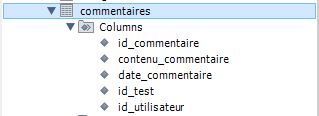 commentaires
Columns
id_commentaire
contenu_commentaire
date_commentaire
id_test
id_utilisateur